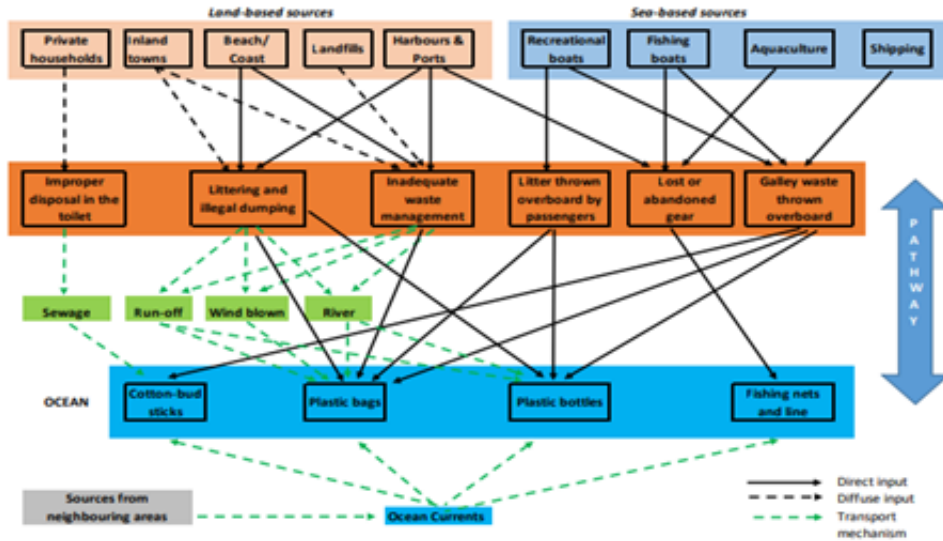 Land-based sources
Sea-based sources
Private
households
Inland
towns
Beach/
Coast
Landfills
Harbours &
Ports
Recreational
boats
Fishing
boats
Aquaculture
Shipping
Improper
disposal in the
toilet
Littering and
illegal dumping
Inadequate
waste
management
Litter thrown
overboard by
passengers
Lost or
abandoned
gear
Galley waste
thrown
overboard
PATHWAY
Sewage
Run-off
Wind blown
River
OCEAN
Cotton-bud
sticks
Plastic bags
Plastic bottles
Fishing nets
and line
Sources from
neighbouring areas
Ocean Currents
Direct input
Diffuse input
Transport
mechanism